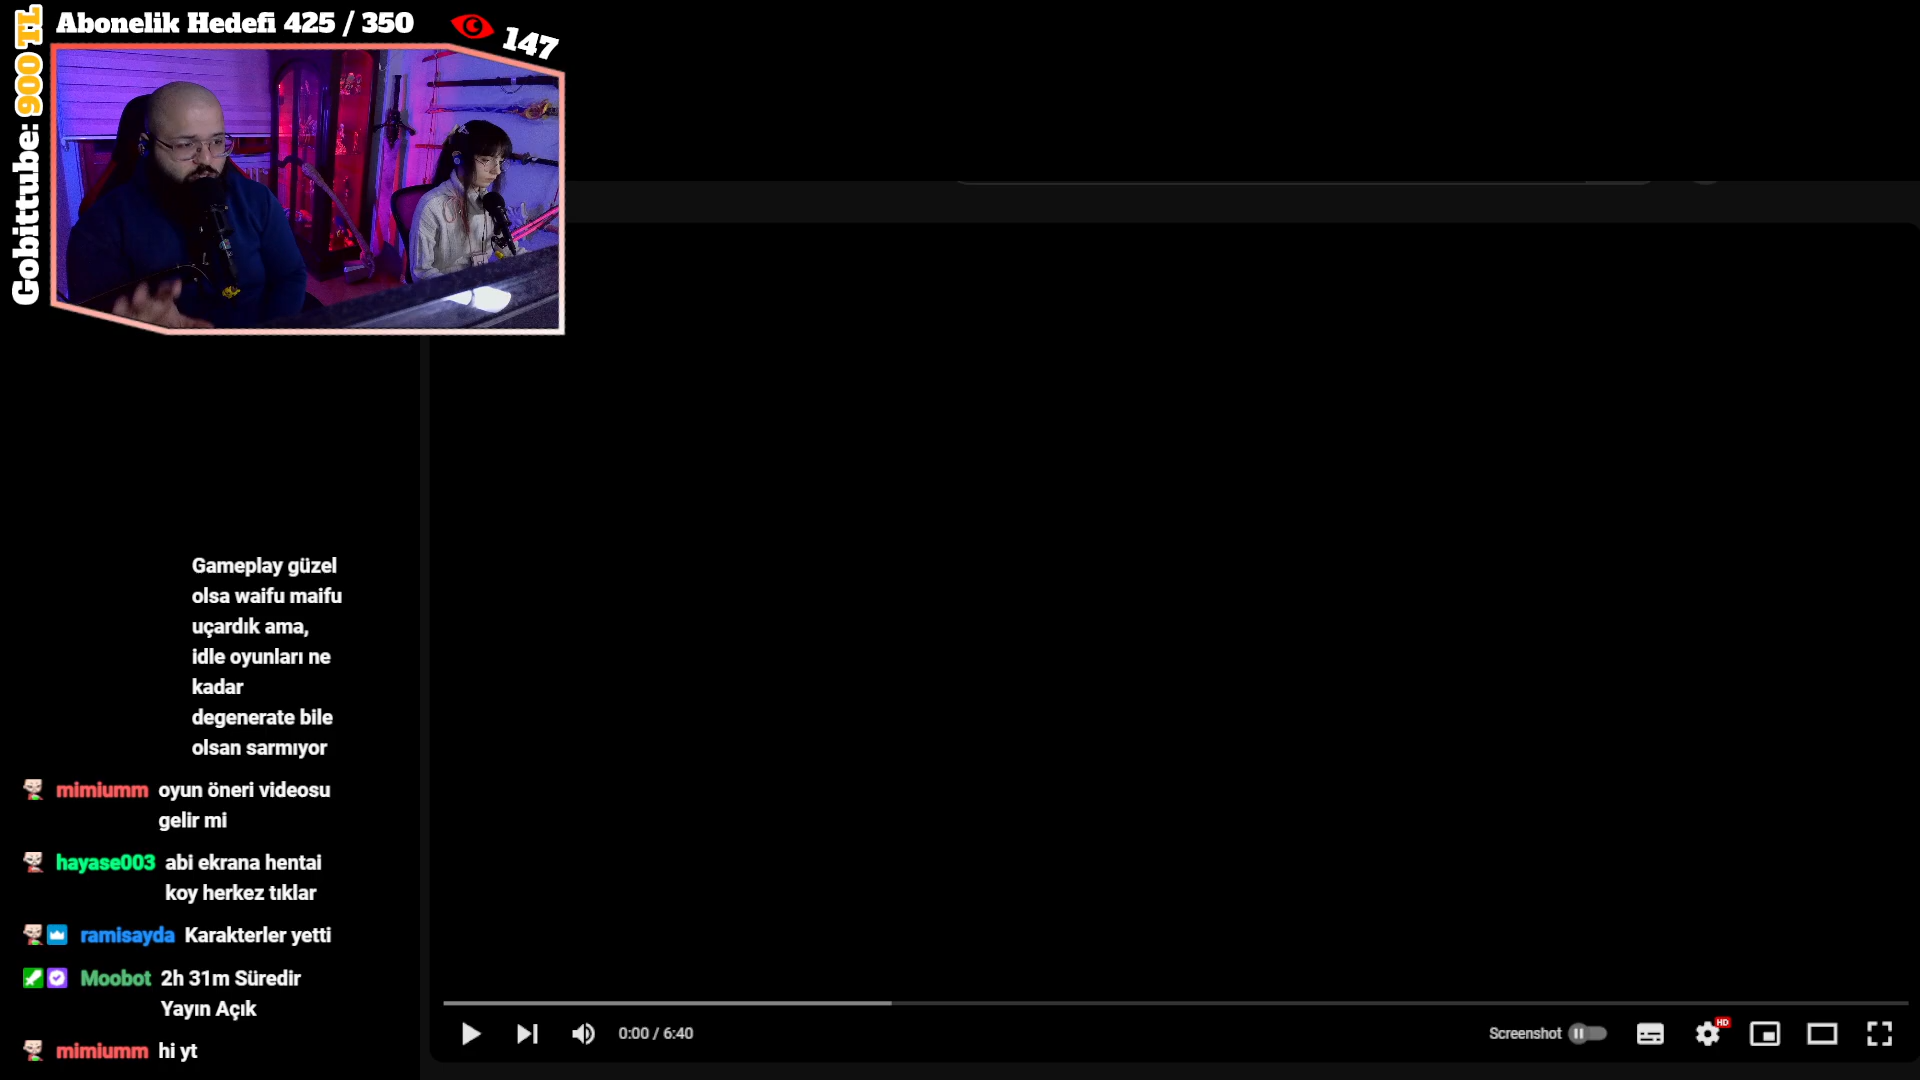 Abonelik Hedefi 425 / 350
147
Gobittube: 900 TL
Gameplay güzel
olsa waifu maifu
uçardık ama,
idle oyunları ne
kadar
degenerate bile
olsan sarmıyor
mimiumm oyun öneri videosu
gelir mi
hayase003 abi ekrana hentai
koy herkez tıklar
ramisayda Karakterler yetti
Moobot 2h 31m Süredir
Yayın Açık
mimiumm hi yt
0:00 / 6:40
Screenshot
HD